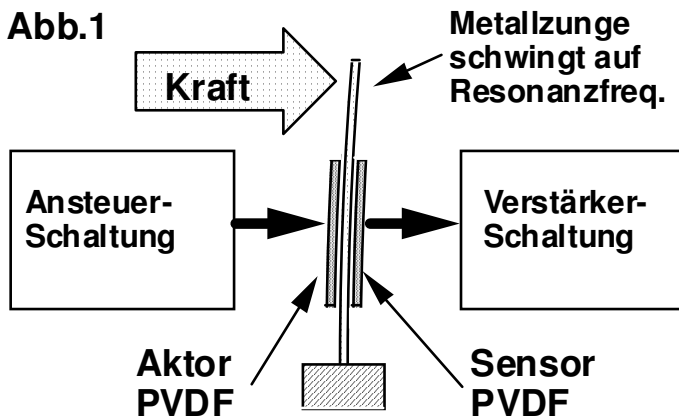 Abb.1
Metallzunge
schwingt auf
Resonanzfreq.
Kraft
Ansteuer-
Schaltung
Verstärker-
Schaltung
Aktor
PVDF
Sensor
PVDF